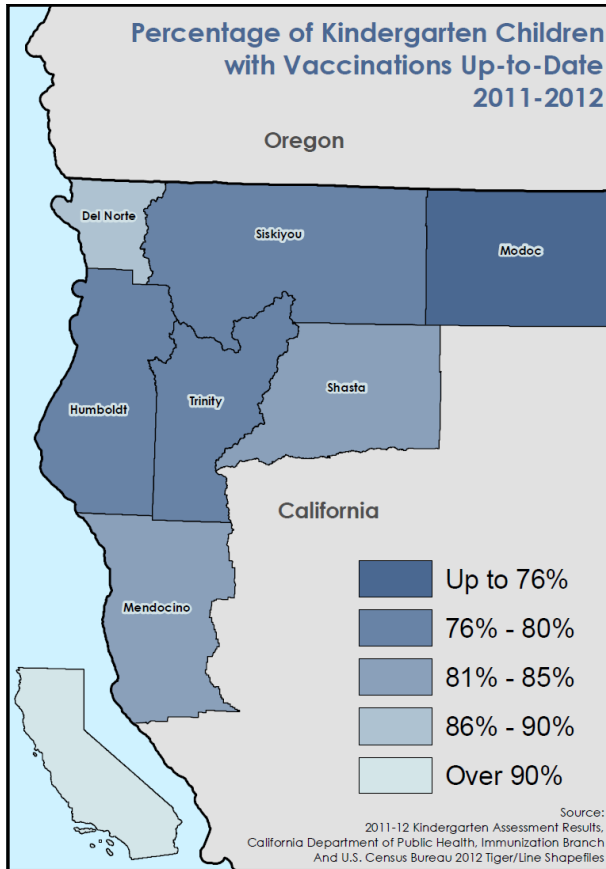 Percentage of Kindergarten Children
with Vaccinations Up-to-Date
2011-2012
Oregon
Del Norte
Siskiyou
Modoc
Shasta
Trinity
Humboldt
California
Mendocino
Up to 76%
76% - 80%
81% - 85%
86% - 90%
Over 90%
Source:
2011-12 Kindergarten Assessment Results,
California Department of Public Health, Immunization Branch
And U.S. Census Bureau 2012 Tiger/Line Shapefiles